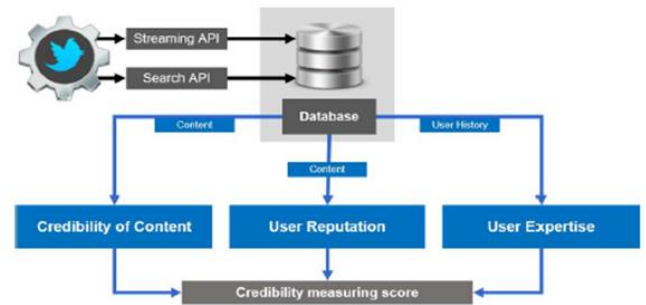 Streaming API
Search API
Database
Content
User History
Content
Credibility of Content
User Reputation
User Expertise
Credibility measuring score